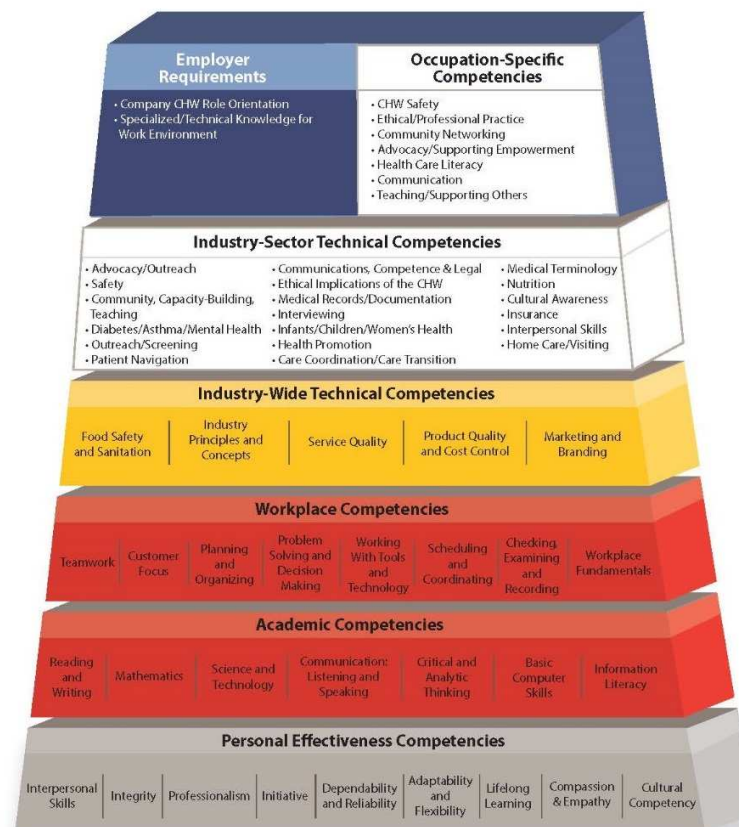 Employer
Requirements
• Company CHW Role Orientation
• Specialized/Technical Knowledge for
Work Environment
Occupation-Specific
Competencies
• CHW Safety
• Ethical/Professional Practice
• Community Networking
• Advocacy/Supporting Empowerment
• Health Care Literacy
• Communication
• Teaching/Supporting Others
Industry-Sector Technical Competencies
• Advocacy/Outreach
• Safety
• Community, Capacity-Building,
Teaching
• Diabetes/Asthma/Mental Health
• Outreach/Screening
• Patient Navigation
• Communications, Competence & Legal
• Ethical Implications of the CHW
• Medical Records/Documentation
• Interviewing
• Infants/Children/Women's Health
• Health Promotion
• Care Coordination/Care Transition
• Medical Terminology
• Nutrition
• Cultural Awareness
• Insurance
• Interpersonal Skills
• Home Care/Visiting
Industry-Wide Technical Competencies
Food Safety
and Sanitation
Industry
Principles and
Concepts
Service Quality
Product Quality
and Cost Control
Marketing and
Branding
Workplace Competencies
Teamwork
Customer
Focus
Planning
and
Organizing
Problem
Solving and
Decision
Making
Working
With Tools
and
Technology
Scheduling
and
Coordinating
Checking,
Examining
and
Recording
Workplace
Fundamentals
Academic Competencies
Reading
and
Writing
Mathematics
Science and
Technology
Communication:
Listening and
Speaking
Critical and
Analytic
Thinking
Basic
Computer
Skills
Information
Literacy
Personal Effectiveness Competencies
Interpersonal
Skills
Integrity
Professionalism
Initiative
Dependability
and Reliability
Adaptability
and
Flexibility
Lifelong
Learning
Compassion
& Empathy
Cultural
Competency